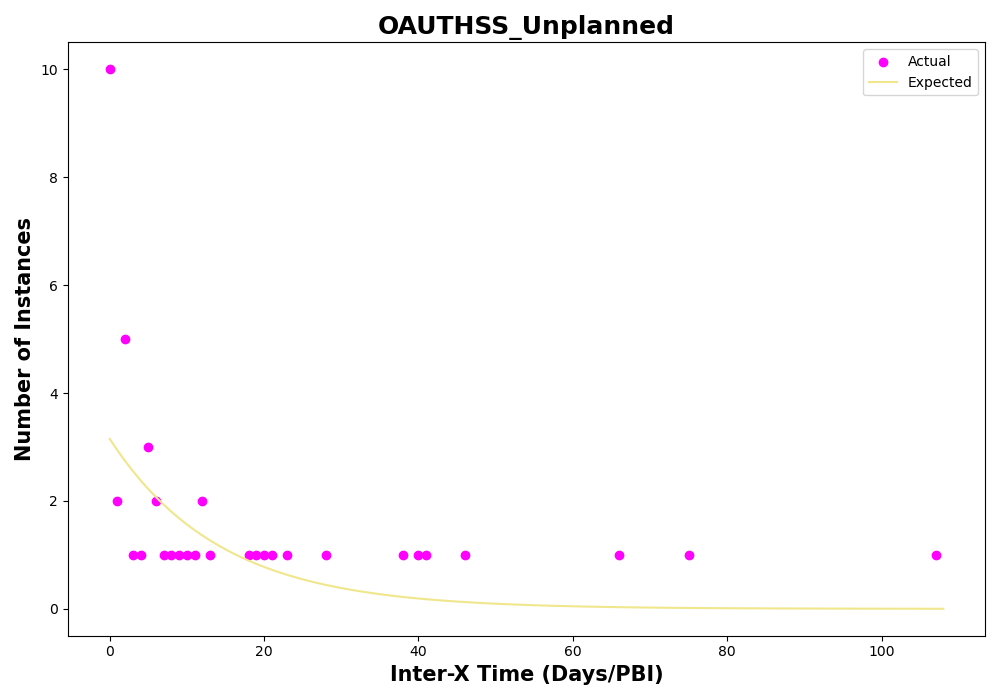 OAUTHSS_Unplanned
Actual
Expected
Number of Instances
10
8
6
4
2
0
0 20 40 60 80 100
Inter-X Time (Days/PBI)